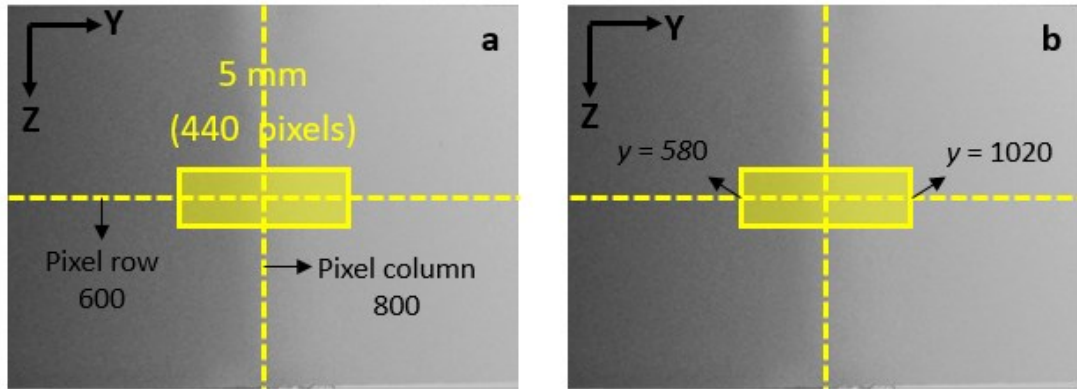 Y
a
Z
5 mm
(440 pixels)
Pixel row
600
Pixel column
800
Y
b
Z
y = 580
y = 1020